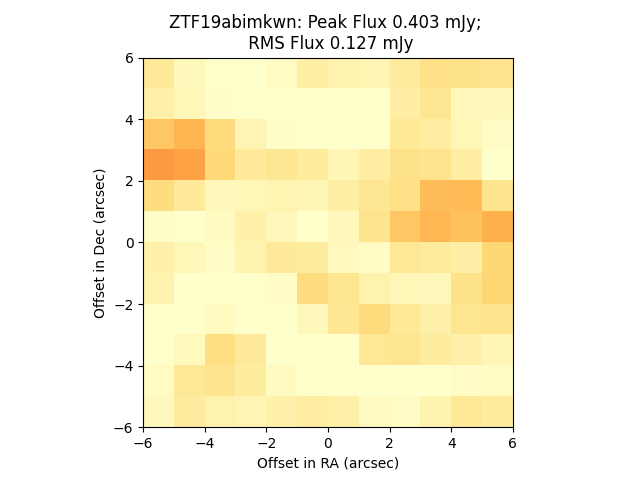 ZTF19abimkwn: Peak Flux 0.403 mJy;
RMS Flux 0.127 mJy
6
4
2
0
−2
−4
−6
Offset in Dec (arcsec)
−6 −4 −2 0 2 4 6
Offset in RA (arcsec)